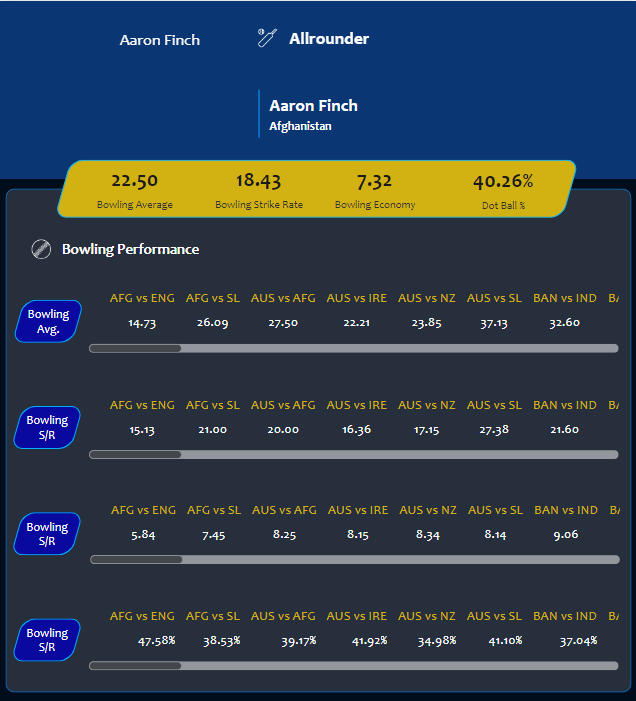 Aaron Finch
Allrounder
Aaron Finch
Afghanistan
22.50 18.43 7.32 40.26%
Bowling Average Bowling Strike Rate Bowling Economy Dot Ball %
Bowling Performance
Bowling
Avg.
AFG vs ENG AFG vs SL AUS vs AFG AUS vs IRE AUS vs NZ AUS vs SL BAN vs IND BA
14.73 26.09 27.50 22.21 23.85 37.13 32.60
Bowling
S/R
AFG vs ENG AFG vs SL AUS vs AFG AUS vs IRE AUS vs NZ AUS vs SL BAN vs IND BA
15.13 21.00 20.00 16.36 17.15 27.38 21.60
Bowling
S/R
AFG vs ENG AFG vs SL AUS vs AFG AUS vs IRE AUS vs NZ AUS vs SL BAN vs IND BA
5.84 7.45 8.25 8.15 8.34 8.14 9.06
Bowling
S/R
AFG vs ENG AFG vs SL AUS vs AFG AUS vs IRE AUS vs NZ AUS vs SL BAN vs IND BA
47.58% 38.53% 39.17% 41.92% 34.98% 41.10% 37.04%